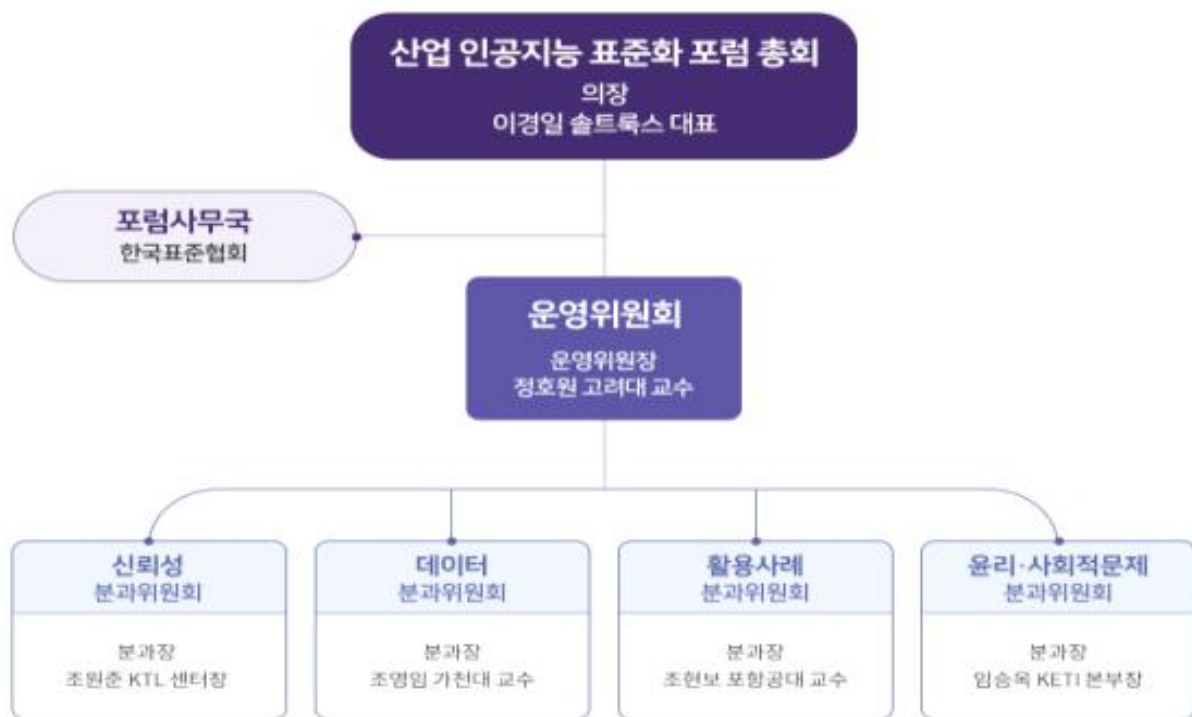 산업 인공지능 표준화 포럼 총회
의장
이경일 솔트룩스 대표
포럼사무국
한국표준협회
운영위원회
운영위원장
정호원 고려대 교수
신뢰성
분과위원회
분과장
조원준 KTL 센터장
데이터
분과위원회
분과장
조영임 가천대 교수
활용사례
분과위원회
분과장
조현보 포항공대 교수
윤리·사회적문제
분과위원회
분과장
임승옥 KETI 본부장